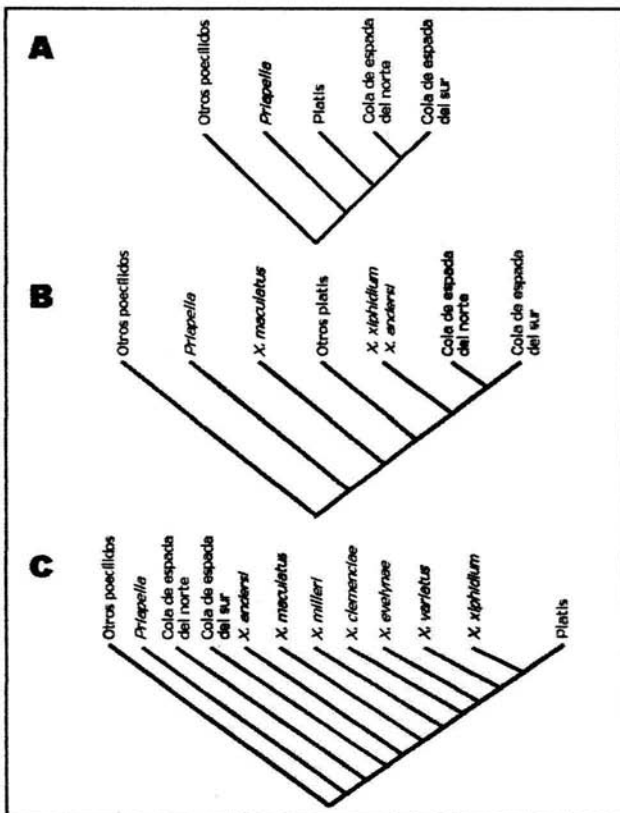 A
Otros poecílidos
Priapella
Platis
Cola de espada
del norte
Cola de espada
del sur
B
Otros poecílidos
Priapella
X. maculatus
Otros platis
X. xiphidium
X. andersi
Cola de espada
del norte
Cola de espada
del sur
C
Otros poecílidos
Priapella
Cola de espada
del norte
Cola de espada
del sur
X. andersi
X. maculatus
X. milleri
X. clemenciae
X. evelynae
X. variatus
X. xiphidium
Platis